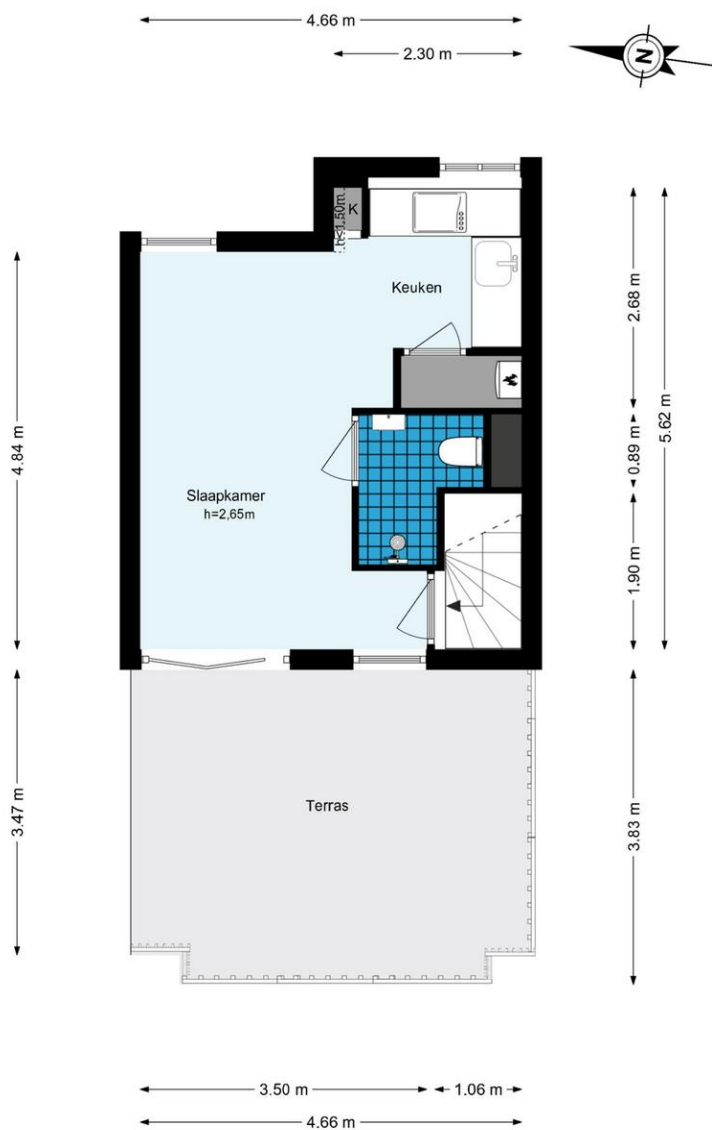 4.66 m
2.30 m
N
K
h<1.50m
Keuken
2.68 m
5.62 m
0.89 m
4.84 m
Slaapkamer
h=2,65m
1.90 m
3.47 m
Terras
3.83 m
3.50 m
1.06 m
4.66 m